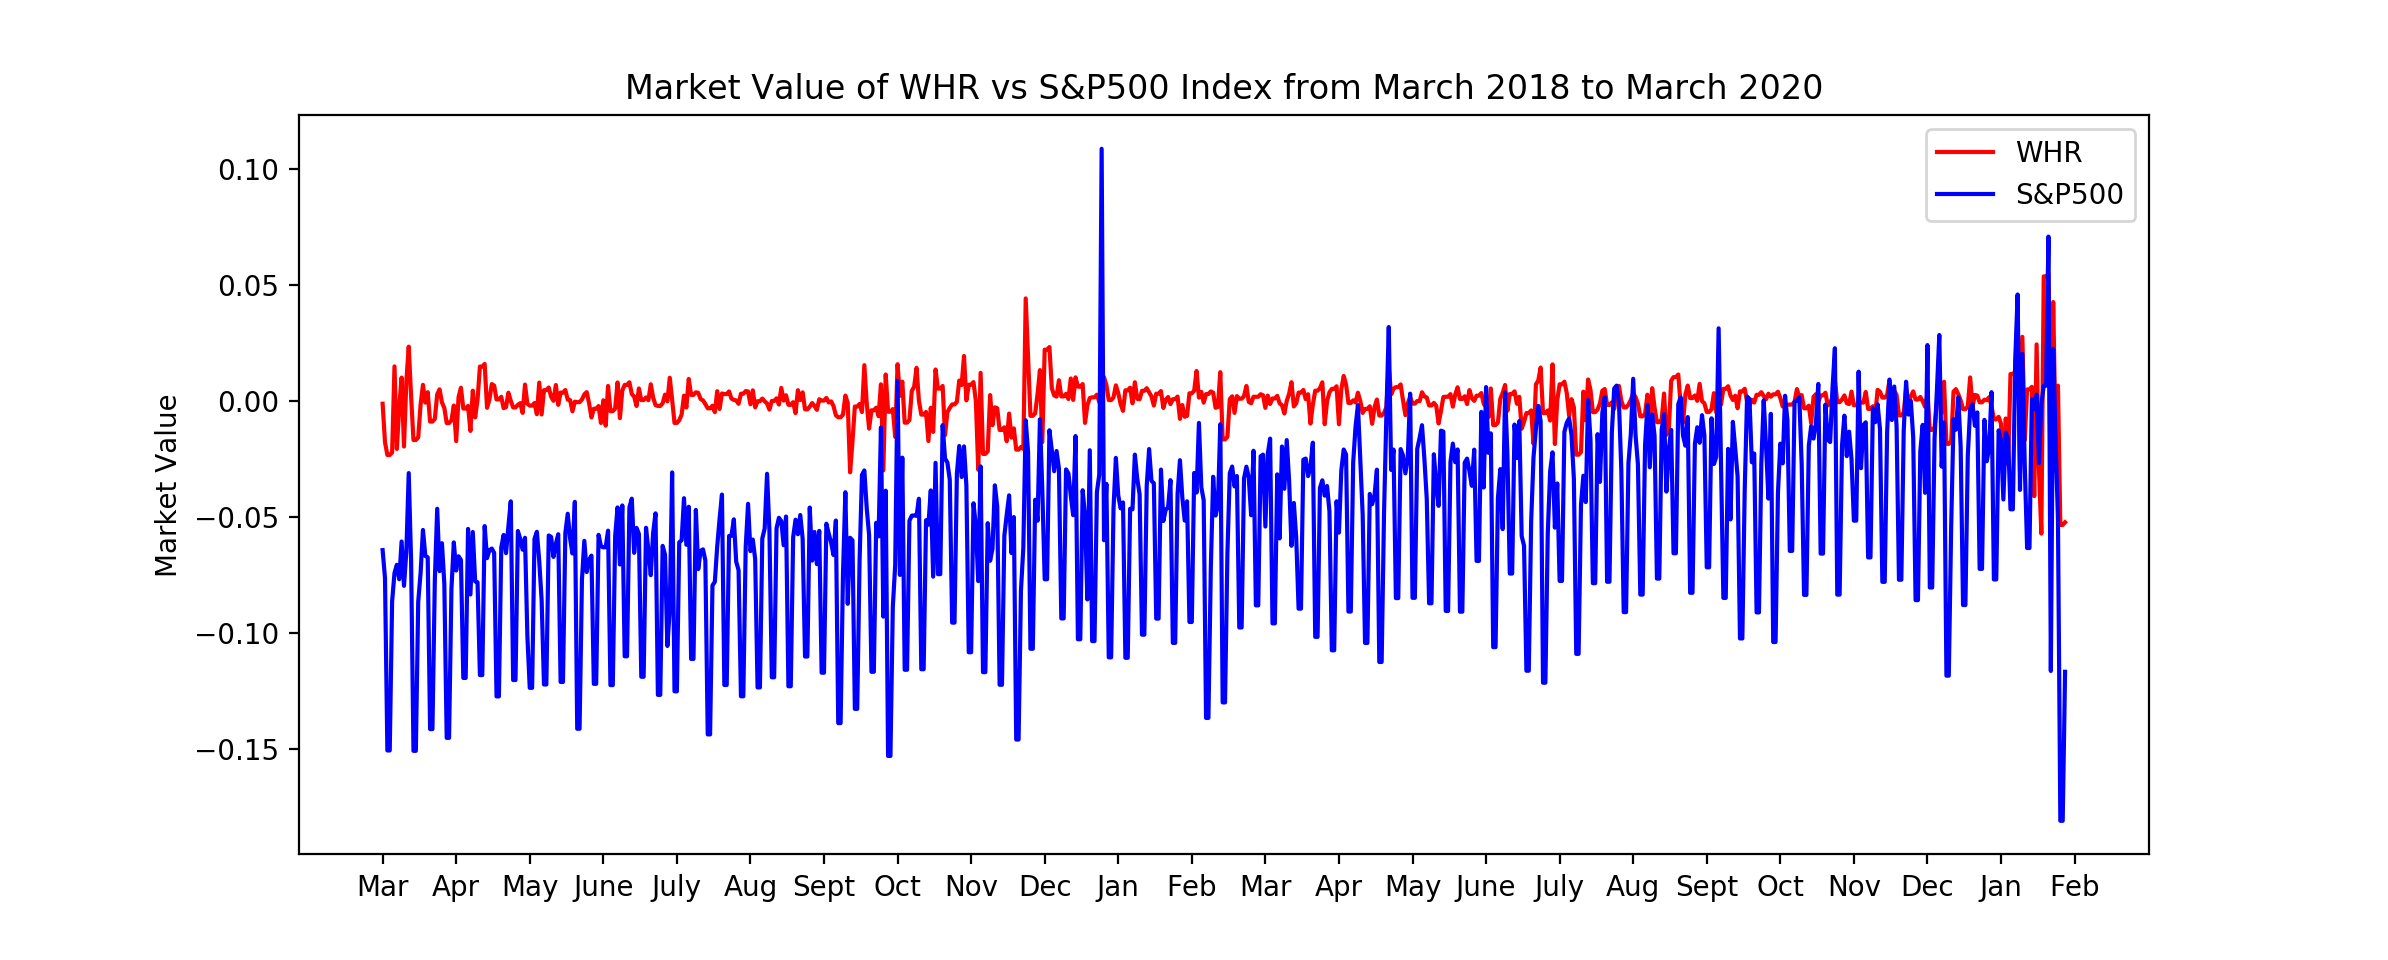 Market Value of WHR vs S&P500 Index from March 2018 to March 2020
WHR
S&P500
Market Value
0.10
0.05
0.00
−0.05
−0.10
−0.15
Mar Apr May June July Aug Sept Oct Nov Dec Jan Feb Mar Apr May June July Aug Sept Oct Nov Dec Jan Feb